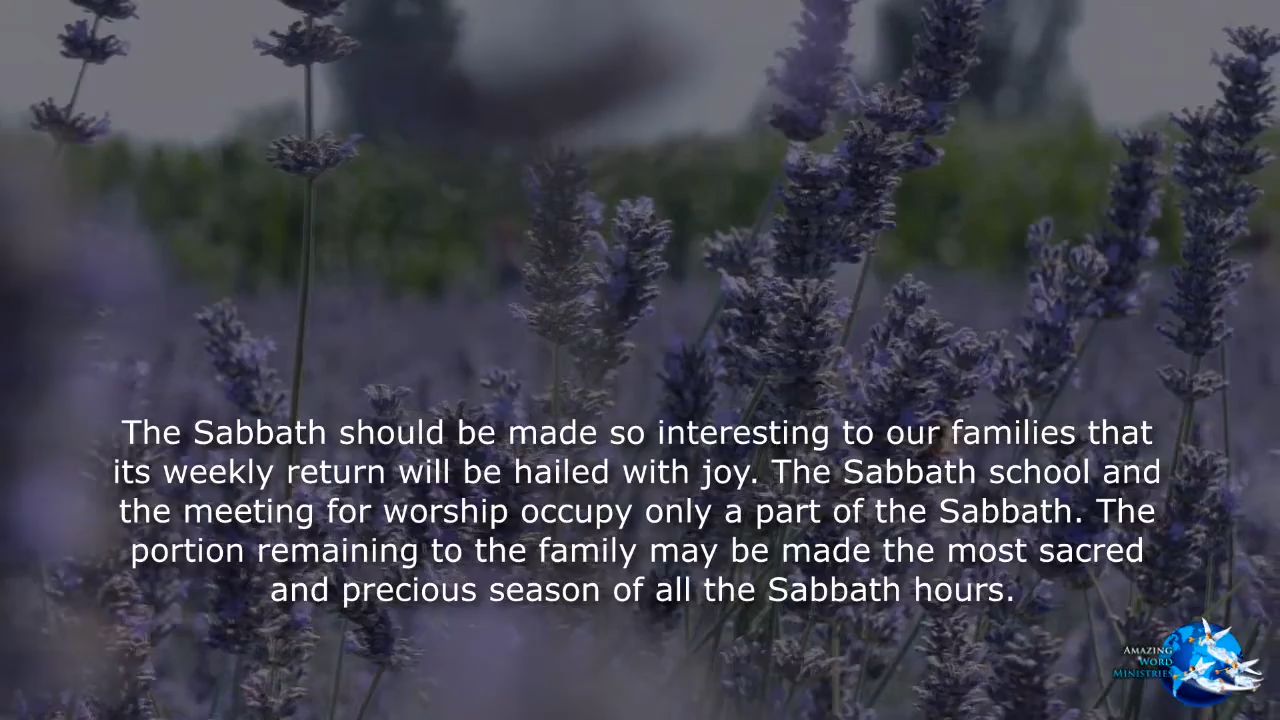 The Sabbath should be made so interesting to our families that
its weekly return will be hailed with joy. The Sabbath school and
the meeting for worship occupy only a part of the Sabbath. The
portion remaining to the family may be made the most sacred
and precious season of all the Sabbath hours.
AMAZING
WORD
MINISTRIES